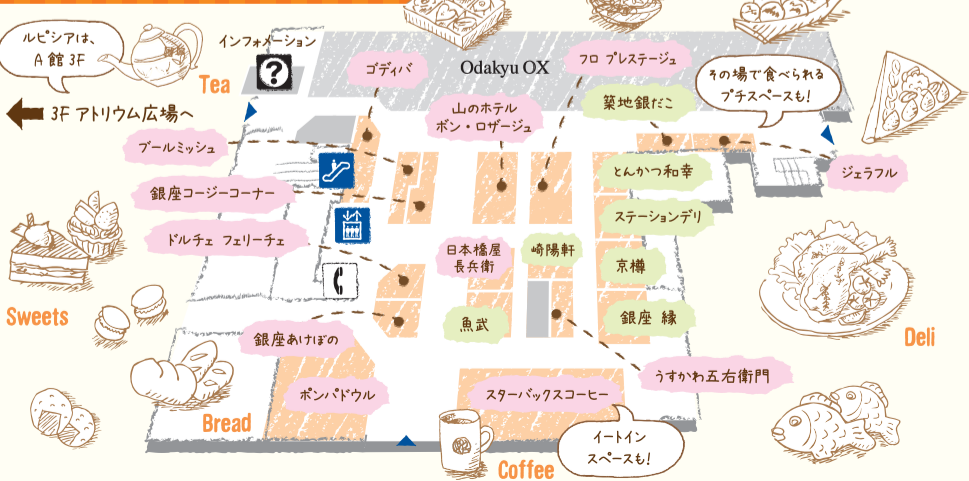 ルピシアは、
A館 3F
Tea
インフォメーション
?
ゴディバ
Odakyu OX
フロ プレステージュ
その場で食べられる
プチスペースも!
3F アトリウム広場へ
山のホテル
ボン・ロザージュ
築地銀だこ
ブールミッシュ
とんかつ和幸
ジェラフル
銀座コージーコーナー
ステーションデリ
ドルチェ フェリーチェ
日本橋屋
長兵衛
崎陽軒
京樽
Sweets
魚武
銀座 縁
Deli
銀座あけぼの
うすかわ五右衛門
ポンパドウル
スターバックスコーヒー
Bread
イートイン
スペースも!
Coffee